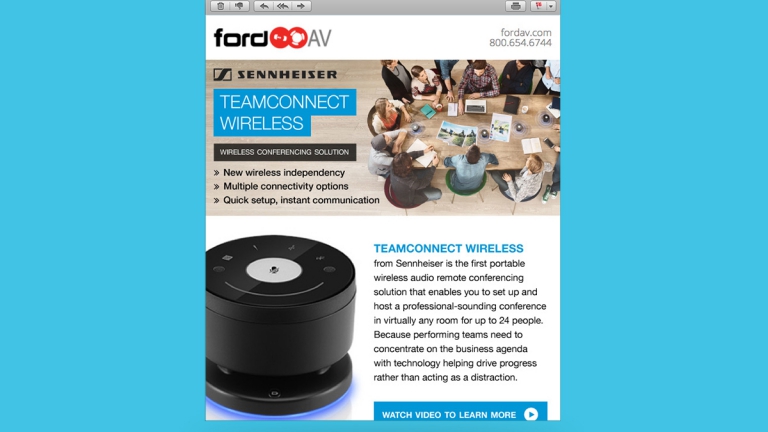 ford AV
fordav.com
800.654.6744
SENNHEISER
TEAMCONNECT
WIRELESS
WIRELESS CONFERENCING SOLUTION
» New wireless independency
» Multiple connectivity options
» Quick setup, instant communication
TEAMCONNECT WIRELESS
from Sennheiser is the first portable
wireless audio remote conferencing
solution that enables you to set up and
host a professional-sounding conference
in virtually any room for up to 24 people.
Because performing teams need to
concentrate on the business agenda
with technology helping drive progress
rather than acting as a distraction.
WATCH VIDEO TO LEARN MORE